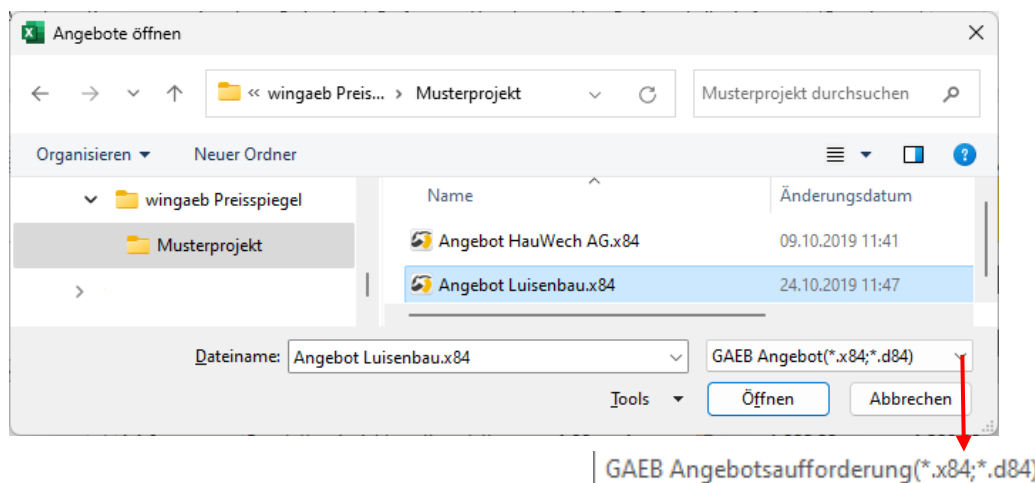 Angebote öffnen
« wingaeb Preis... › Musterprojekt
Musterprojekt durchsuchen
Organisieren
Neuer Ordner
wingaeb Preisspiegel
Musterprojekt
Name
Änderungsdatum
Angebot HauWech AG.x84
09.10.2019 11:41
Angebot Luisenbau.x84
24.10.2019 11:47
Dateiname:
Angebot Luisenbau.x84
GAEB Angebot(*.x84;*.d84)
Tools
Öffnen
Abbrechen
GAEB Angebotsaufforderung(*.x84;*.d84)